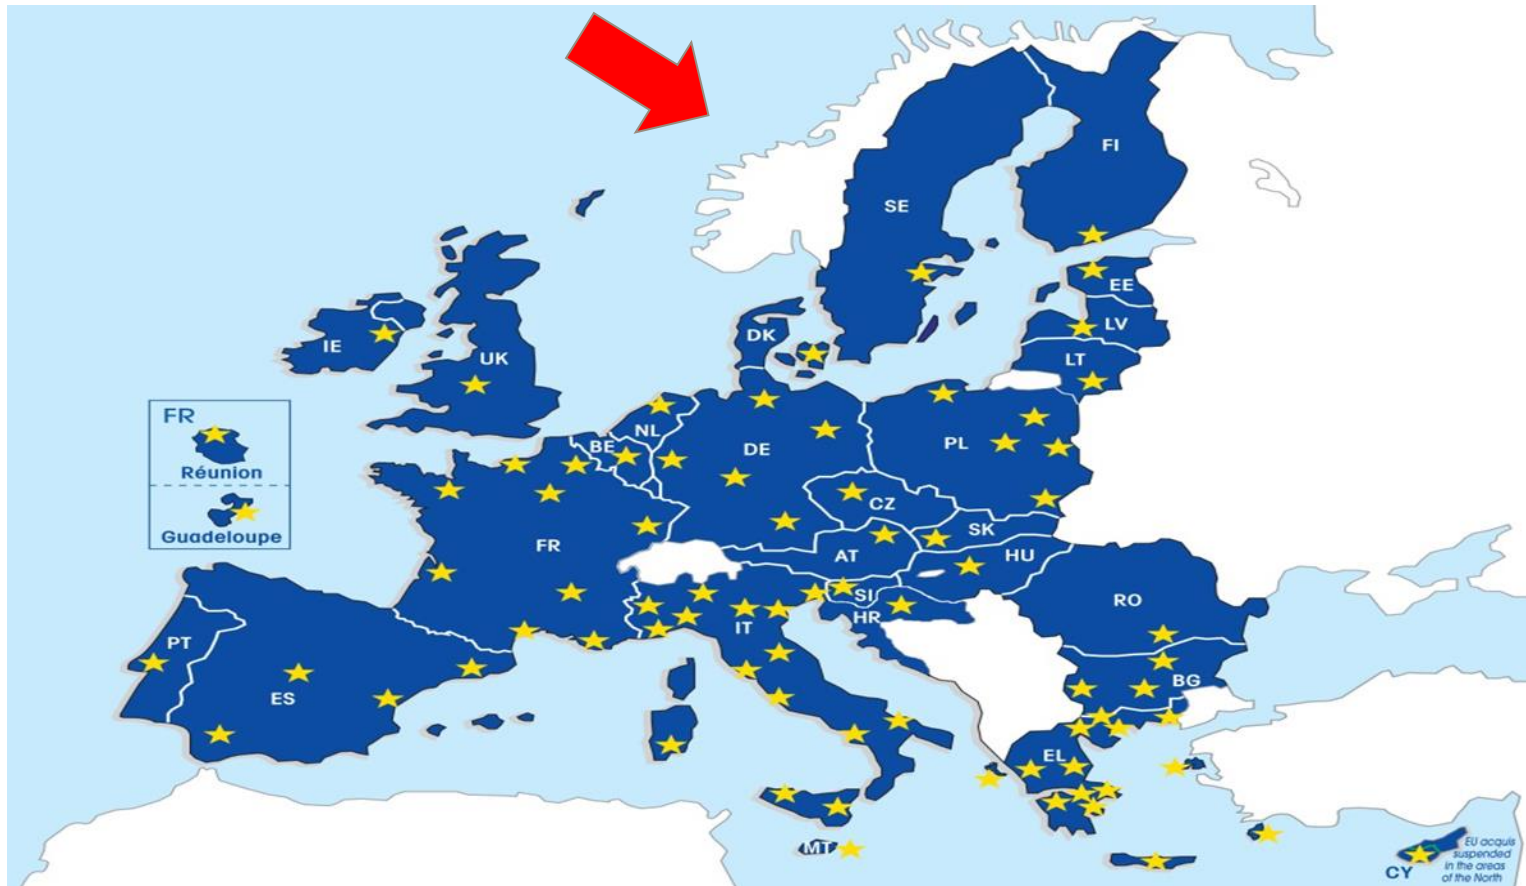 FI
SE
EE
LV
DK
LT
IE
UK
FR
Réunion
Guadeloupe
NL
BE
DE
PL
CZ
SK
FR
AT
HU
SI
RO
HR
IT
PT
ES
BG
EL
MT
CY
EU acquis
suspended
in the areas
of the North